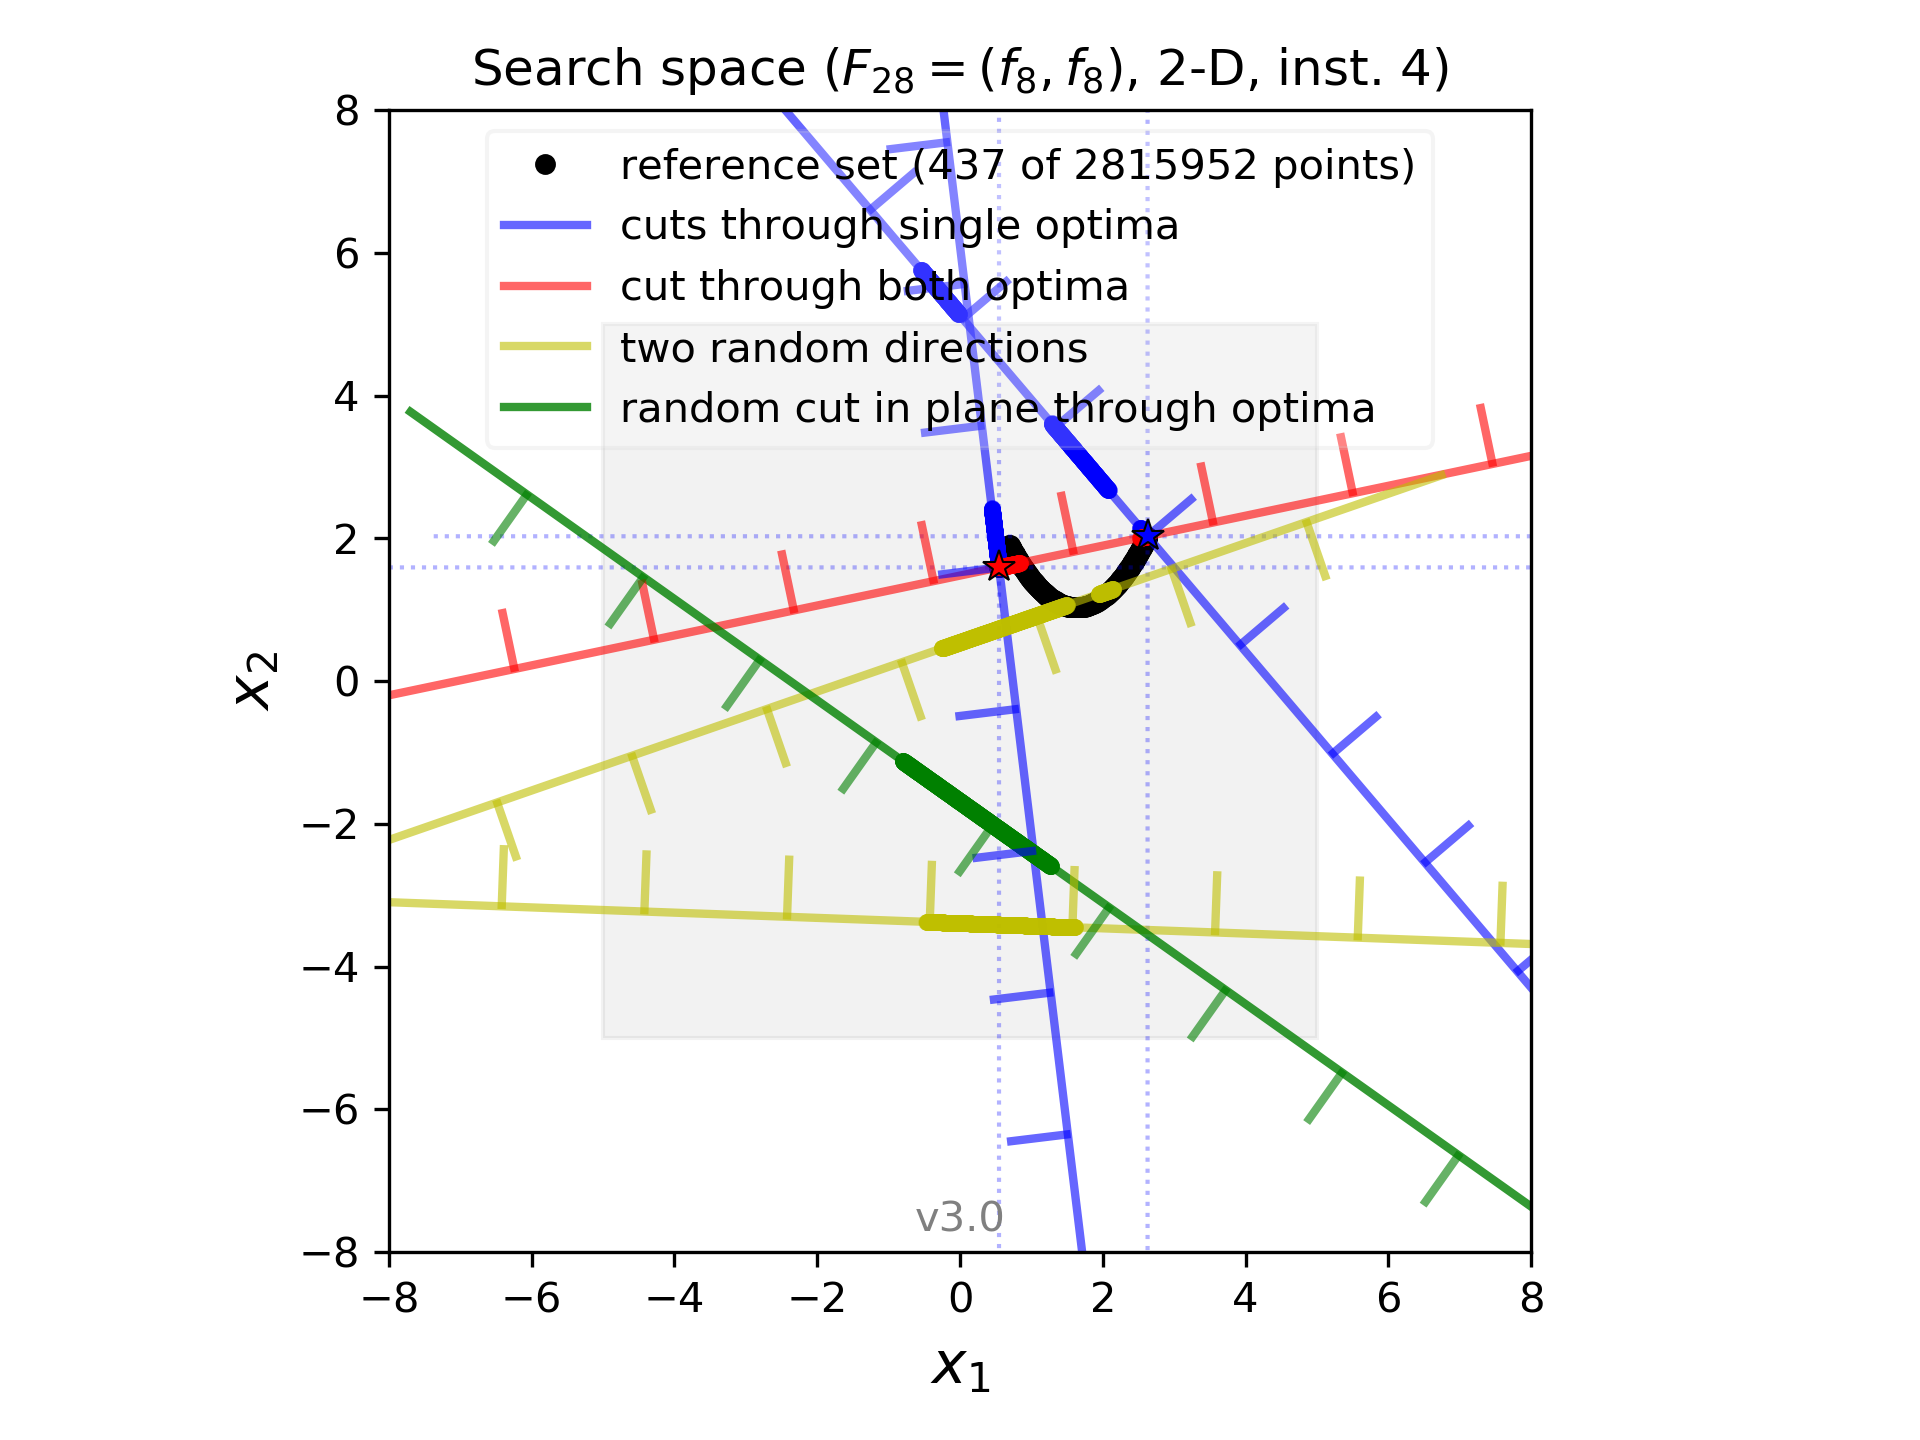 Search space (F28 = (f8, f8), 2-D, inst. 4)
8
reference set (437 of 2815952 points)
cuts through single optima
6
cut through both optima
two random directions
4
random cut in plane through optima
2
0
−2
−4
−6
−8
x2
v3.0
−8 −6 −4 −2 0 2 4 6 8
x1